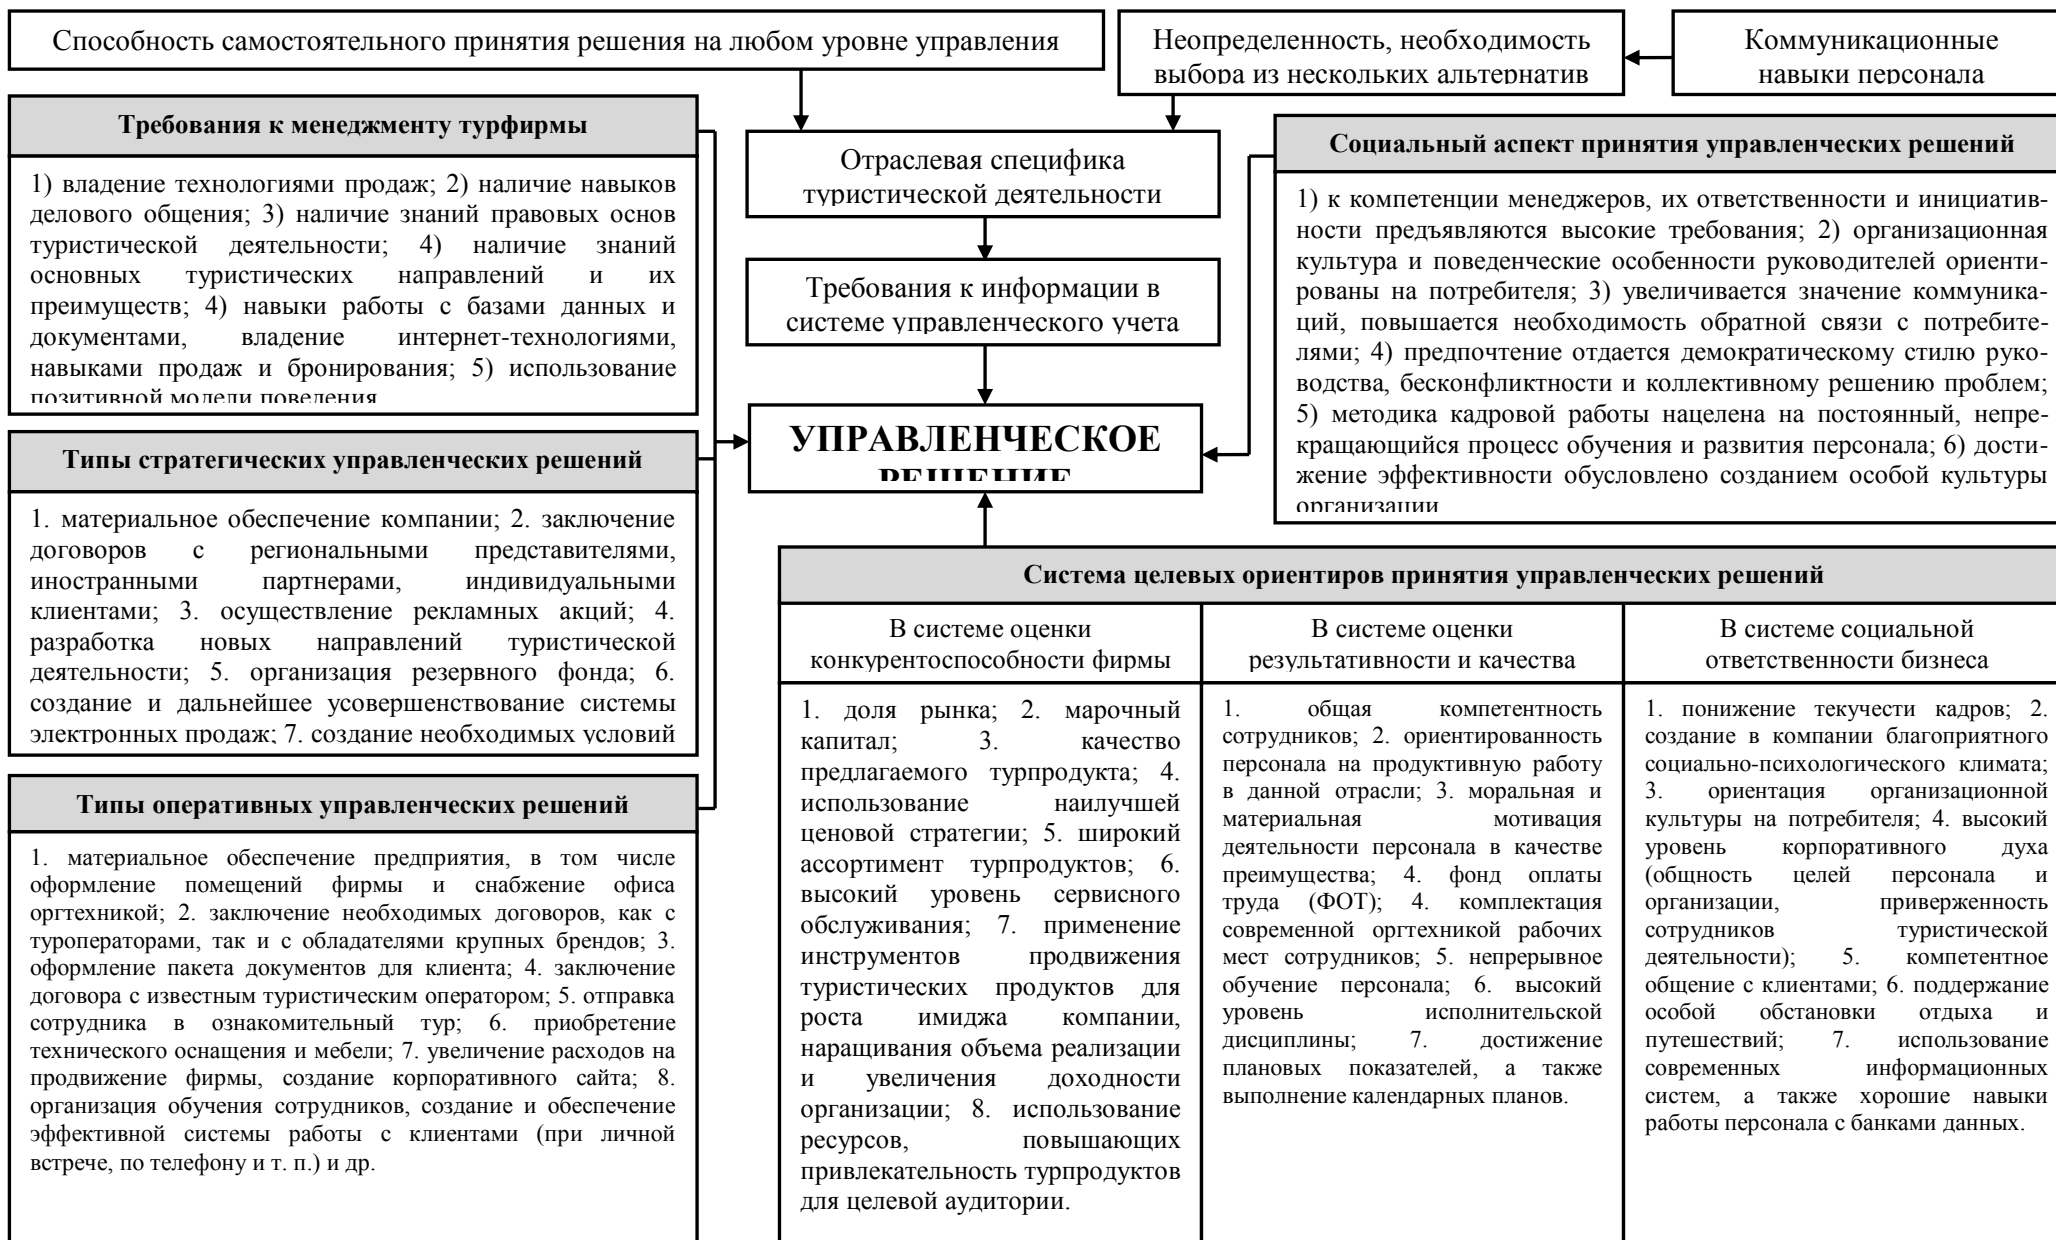 Способность самостоятельного принятия решения на любом уровне управления
Неопределенность, необходимость
выбора из нескольких альтернатив
Коммуникационные
навыки персонала
Требования к менеджменту турфирмы
1) владение технологиями продаж; 2) наличие навыков
делового общения; 3) наличие знаний правовых основ
туристической деятельности; 4) наличие знаний
основных туристических направлений и их
преимуществ; 4) навыки работы с базами данных и
документами, владение интернет-технологиями,
навыками продаж и бронирования; 5) использование
позитивной модели поведения
Отраслевая специфика
туристической деятельности
Требования к информации в
системе управленческого учета
УПРАВЛЕНЧЕСКОЕ
РЕШЕНИЕ
Социальный аспект принятия управленческих решений
1) к компетенции менеджеров, их ответственности и инициатив-
ности предъявляются высокие требования; 2) организационная
культура и поведенческие особенности руководителей ориенти-
рованы на потребителя; 3) увеличивается значение коммуника-
ций, повышается необходимость обратной связи с потребите-
лями; 4) предпочтение отдается демократическому стилю руко-
водства, бесконфликтности и коллективному решению проблем;
5) методика кадровой работы нацелена на постоянный, непре-
кращающийся процесс обучения и развития персонала; 6) дости-
жение эффективности обусловлено созданием особой культуры
организации
Типы стратегических управленческих решений
1. материальное обеспечение компании; 2. заключение
договоров с региональными представителями,
иностранными партнерами, индивидуальными
клиентами; 3. осуществление рекламных акций; 4.
разработка новых направлений туристической
деятельности; 5. организация резервного фонда; 6.
создание и дальнейшее усовершенствование системы
электронных продаж; 7. создание необходимых условий
Типы оперативных управленческих решений
1. материальное обеспечение предприятия, в том числе
оформление помещений фирмы и снабжение офиса
оргтехникой; 2. заключение необходимых договоров, как с
туроператорами, так и с обладателями крупных брендов; 3.
оформление пакета документов для клиента; 4. заключение
договора с известным туристическим оператором; 5. отправка
сотрудника в ознакомительный тур; 6. приобретение
технического оснащения и мебели; 7. увеличение расходов на
продвижение фирмы, создание корпоративного сайта; 8.
организация обучения сотрудников, создание и обеспечение
эффективной системы работы с клиентами (при личной
встрече, по телефону и т. п.) и др.
Система целевых ориентиров принятия управленческих решений
В системе оценки
конкурентоспособности фирмы
1. доля рынка; 2. марочный
капитал; 3. качество
предлагаемого турпродукта; 4.
использование наилучшей
ценовой стратегии; 5. широкий
ассортимент турпродуктов; 6.
высокий уровень сервисного
обслуживания; 7. применение
инструментов продвижения
туристических продуктов для
роста имиджа компании,
наращивания объема реализации
и увеличения доходности
организации; 8. использование
ресурсов, повышающих
привлекательность турпродуктов
для целевой аудитории.
В системе оценки
результативности и качества
1. общая компетентность
сотрудников; 2. ориентированность
персонала на продуктивную работу
в данной отрасли; 3. моральная и
материальная мотивация
деятельности персонала в качестве
преимущества; 4. фонд оплаты
труда (ФОТ); 4. комплектация
современной оргтехникой рабочих
мест сотрудников; 5. непрерывное
обучение персонала; 6. высокий
уровень исполнительской
дисциплины; 7. достижение
плановых показателей, а также
выполнение календарных планов.
В системе социальной
ответственности бизнеса
1. понижение текучести кадров; 2.
создание в компании благоприятного
социально-психологического климата;
3. ориентация организационной
культуры на потребителя; 4. высокий
уровень корпоративного духа
(общность целей персонала и
организации, приверженность
сотрудников туристической
деятельности); 5. компетентное
общение с клиентами; 6. поддержание
особой обстановки отдыха и
путешествий; 7. использование
современных информационных
систем, а также хорошие навыки
работы персонала с банками данных.